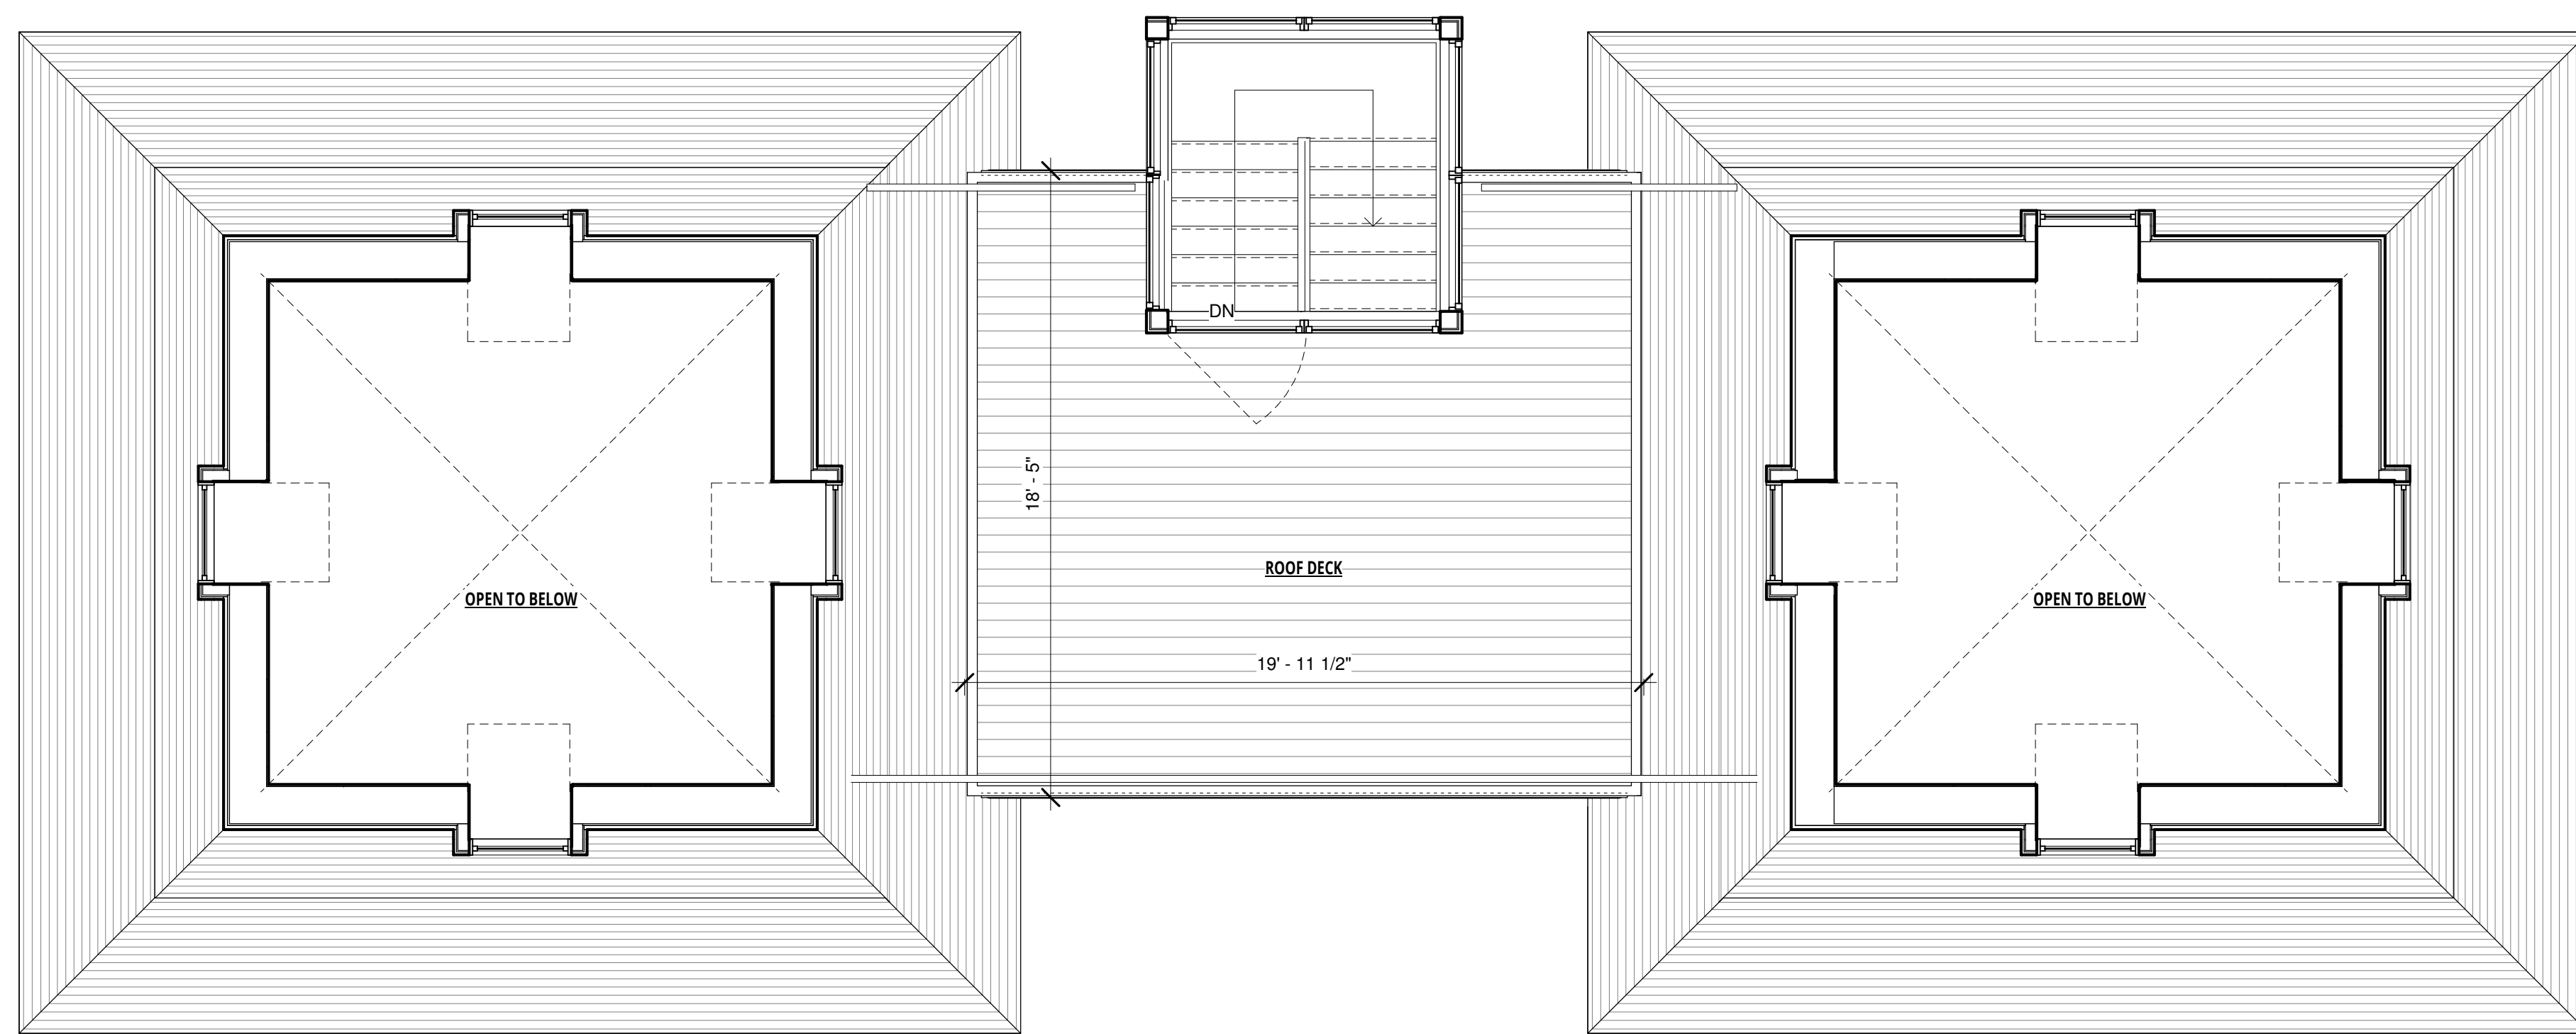 DN
18' - 5"
ROOF DECK
OPEN TO BELOW
OPEN TO BELOW
19' - 11 1/2"